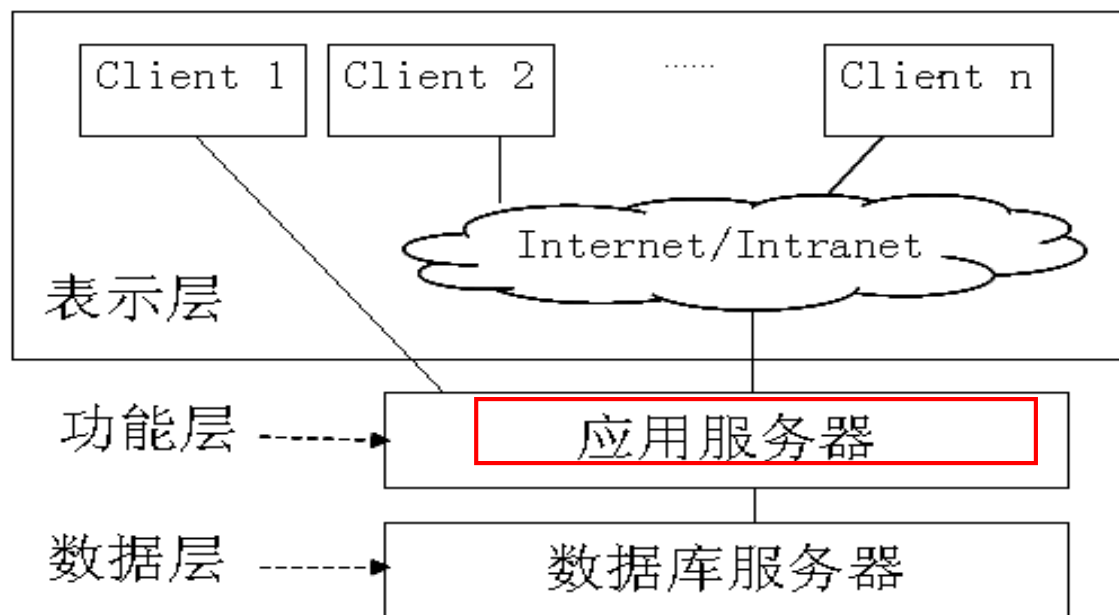 Client 1
Client 2
......
Client n
Internet/Intranet
表示层
功能层
应用服务器
数据层
数据库服务器